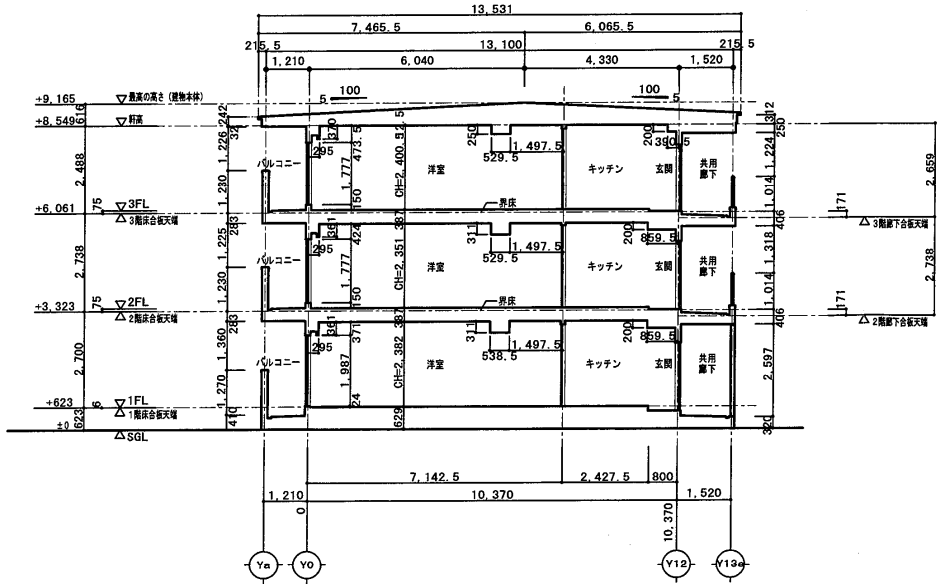 13,531
7,465.5 6,065.5
215.5 13,100 215.5
1,210 6,040 4,330 1,520
+9,165 最高の高さ (建物本体)
5 100 100 5
616 242 5 312
+8,549 軒高
32 370 2.5 250 200 250
1,226 295 473.5 529.5 1,497.5 390.5 1,224
バルコニー 洋室 キッチン 玄関 共用廊下
2,488 1,230 1,777 CH=2,400.5 1,014 2,659
150 界床
+6,061 75 3FL 171
3階床合板天端 3階廊下合板天端
283 361 387 311 200 406
1,225 295 424 529.5 1,497.5 859.5 1,318
バルコニー 洋室 キッチン 玄関 共用廊下
2,738 1,230 1,777 CH=2,351 1,014 2,738
150 界床
+3,323 75 2FL 171
2階床合板天端 2階廊下合板天端
283 361 387 311 200 406
1,360 295 371 538.5 1,497.5 859.5
バルコニー 洋室 キッチン 玄関 共用廊下
2,700 1,270 1,987 CH=2,382 2,597
+623 6 1FL 24
1階床合板天端
±0 623 410 629 320
SGL
7,142.5 2,427.5 800
1,210 10,370 1,520
0 10,370
Ya Y0 Y12 Y13a